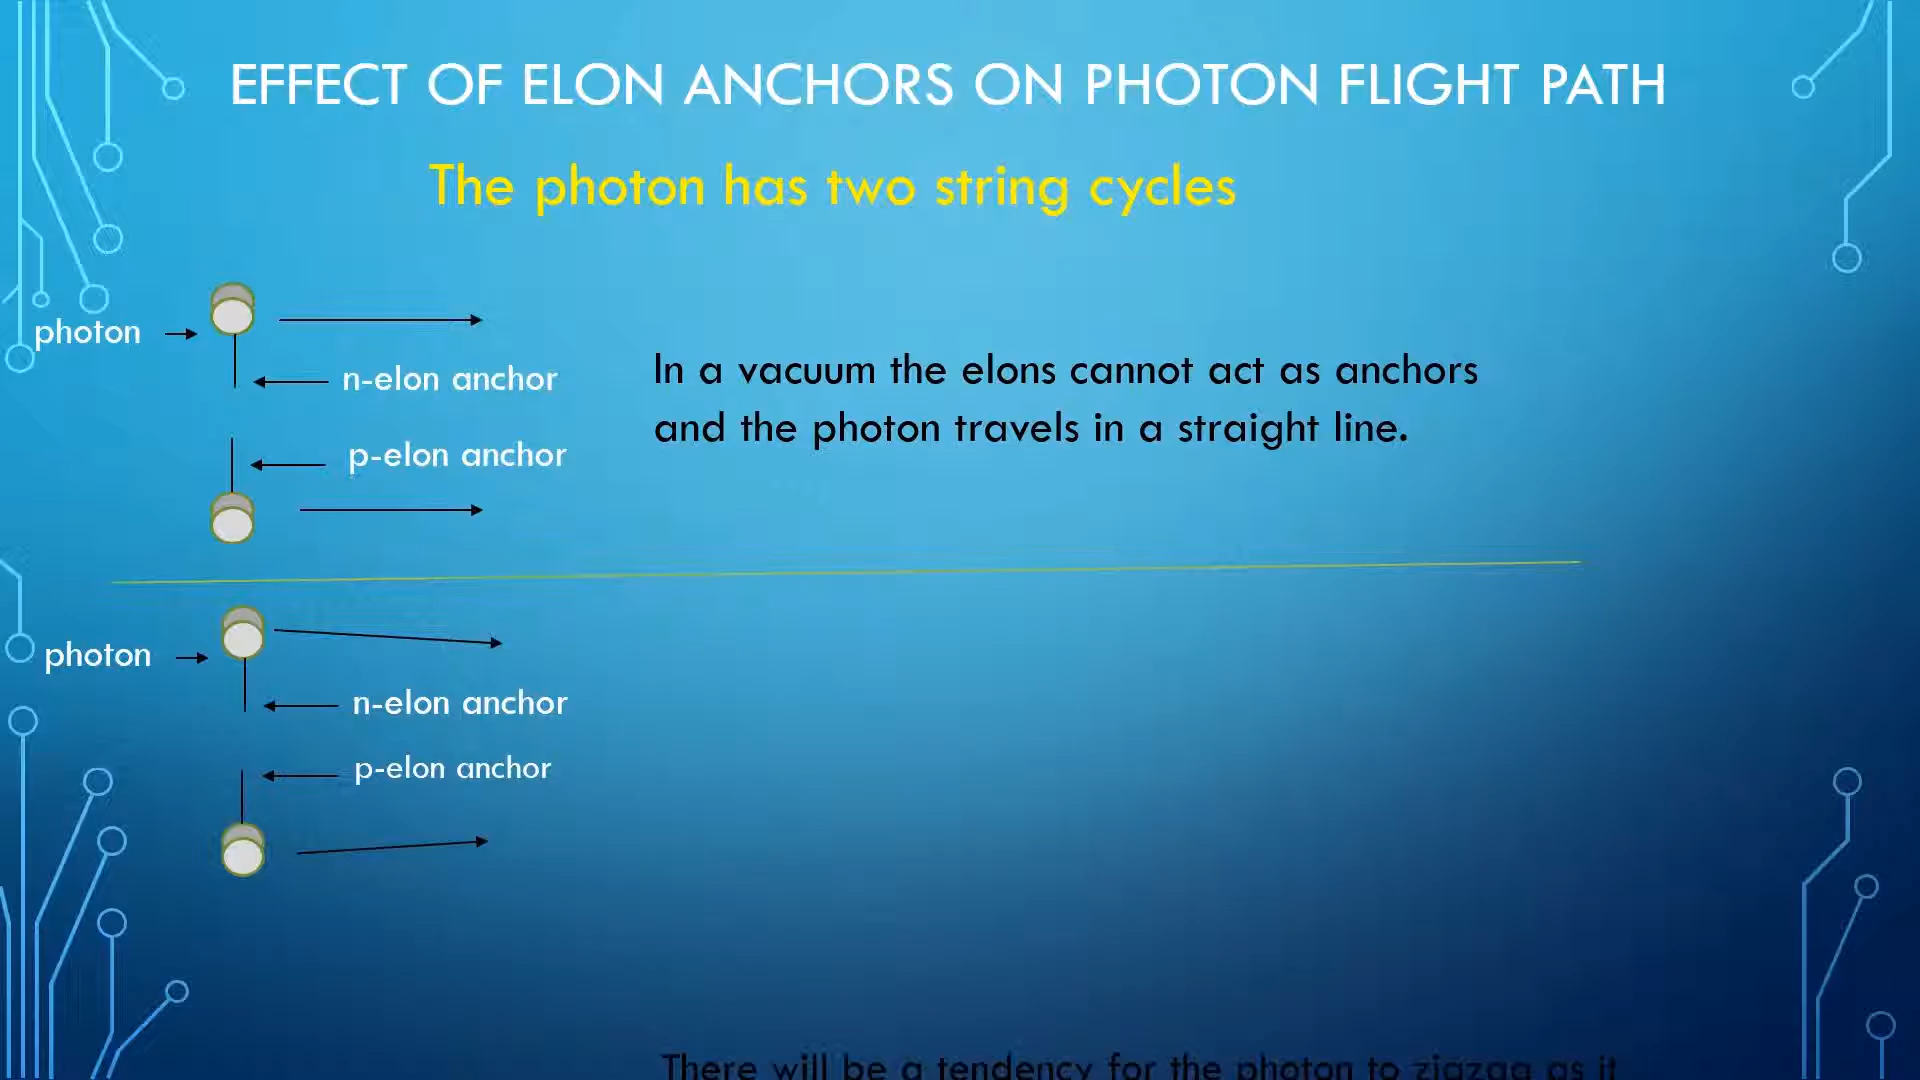 EFFECT OF ELON ANCHORS ON PHOTON FLIGHT PATH
The photon has two string cycles
photon
n-elon anchor
In a vacuum the elons cannot act as anchors
and the photon travels in a straight line.
p-elon anchor
photon
n-elon anchor
p-elon anchor
There will be a tendency for the photon to zigzag as it